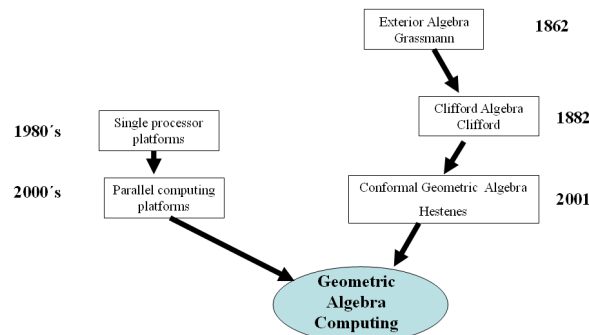 Exterior Algebra
Grassmann
1862
Clifford Algebra
Clifford
1882
1980´s
Single processor
platforms
2000´s
Parallel computing
platforms
Conformal Geometric Algebra
Hestenes
2001
Geometric
Algebra
Computing